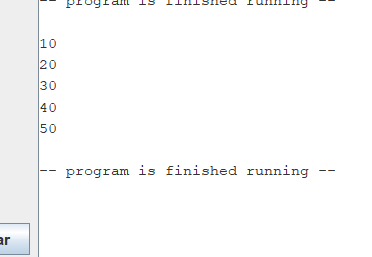 -- program is finished running --
10
20
30
40
50
-- program is finished running --
ar